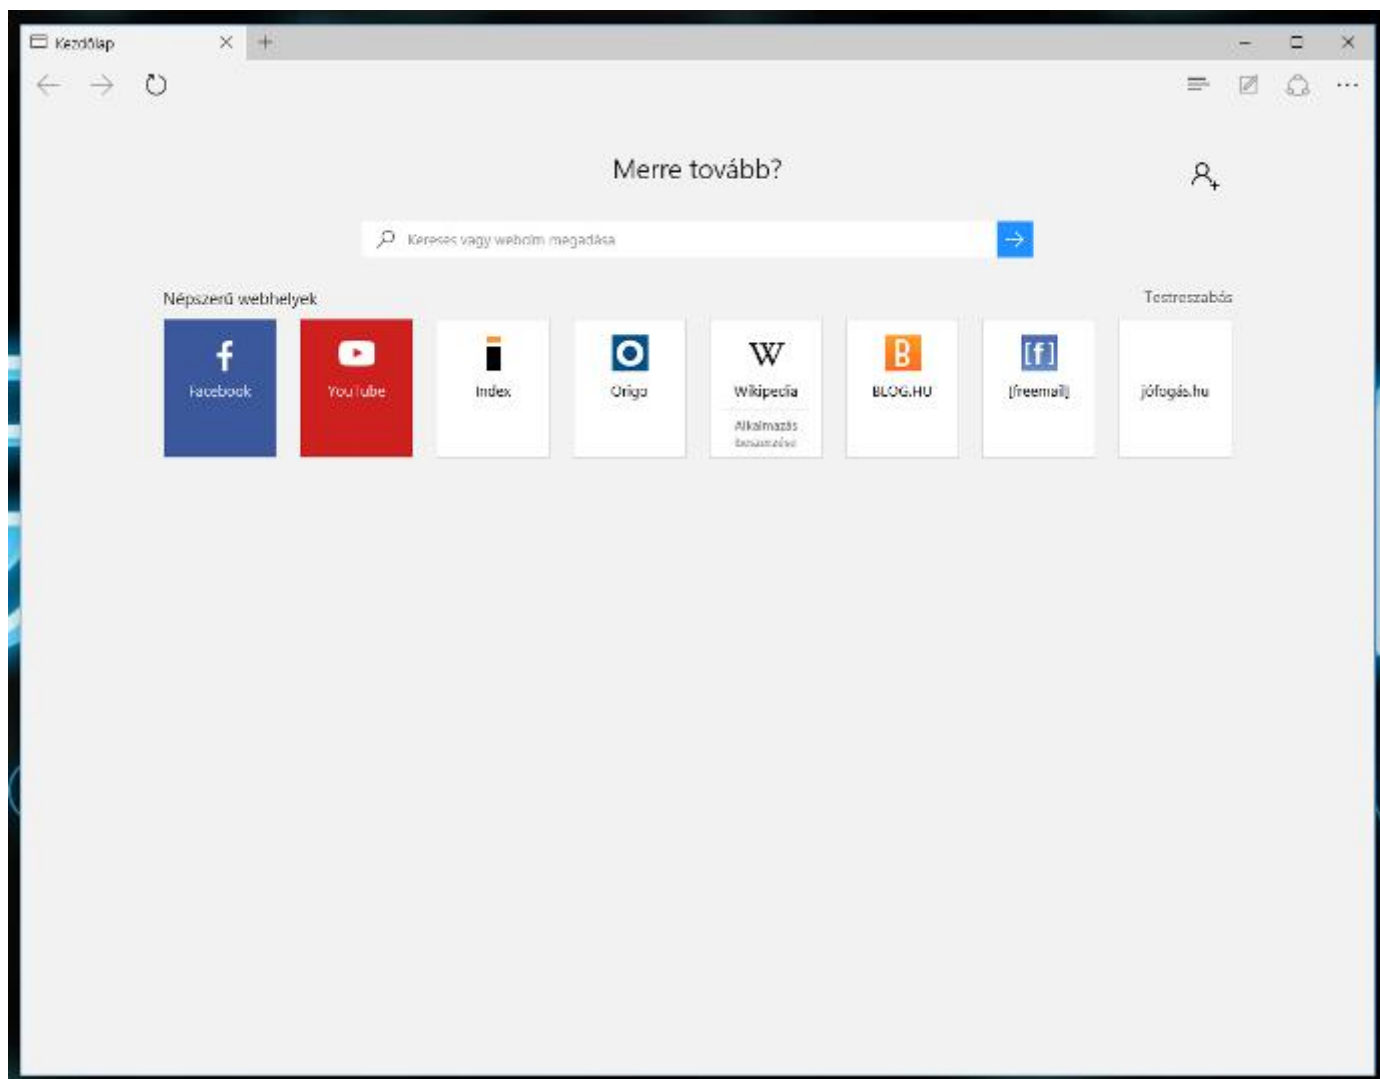 Kezdőlap
Merre tovább?
Keresés vagy webcím megadása
Népszerű webhelyek
Testreszabás
f
Facebook
YouTube
Index
Origo
W
Wikipedia
Alkalmazás
beszerzése
B
BLOG.HU
[f]
[freemail]
jófogás.hu